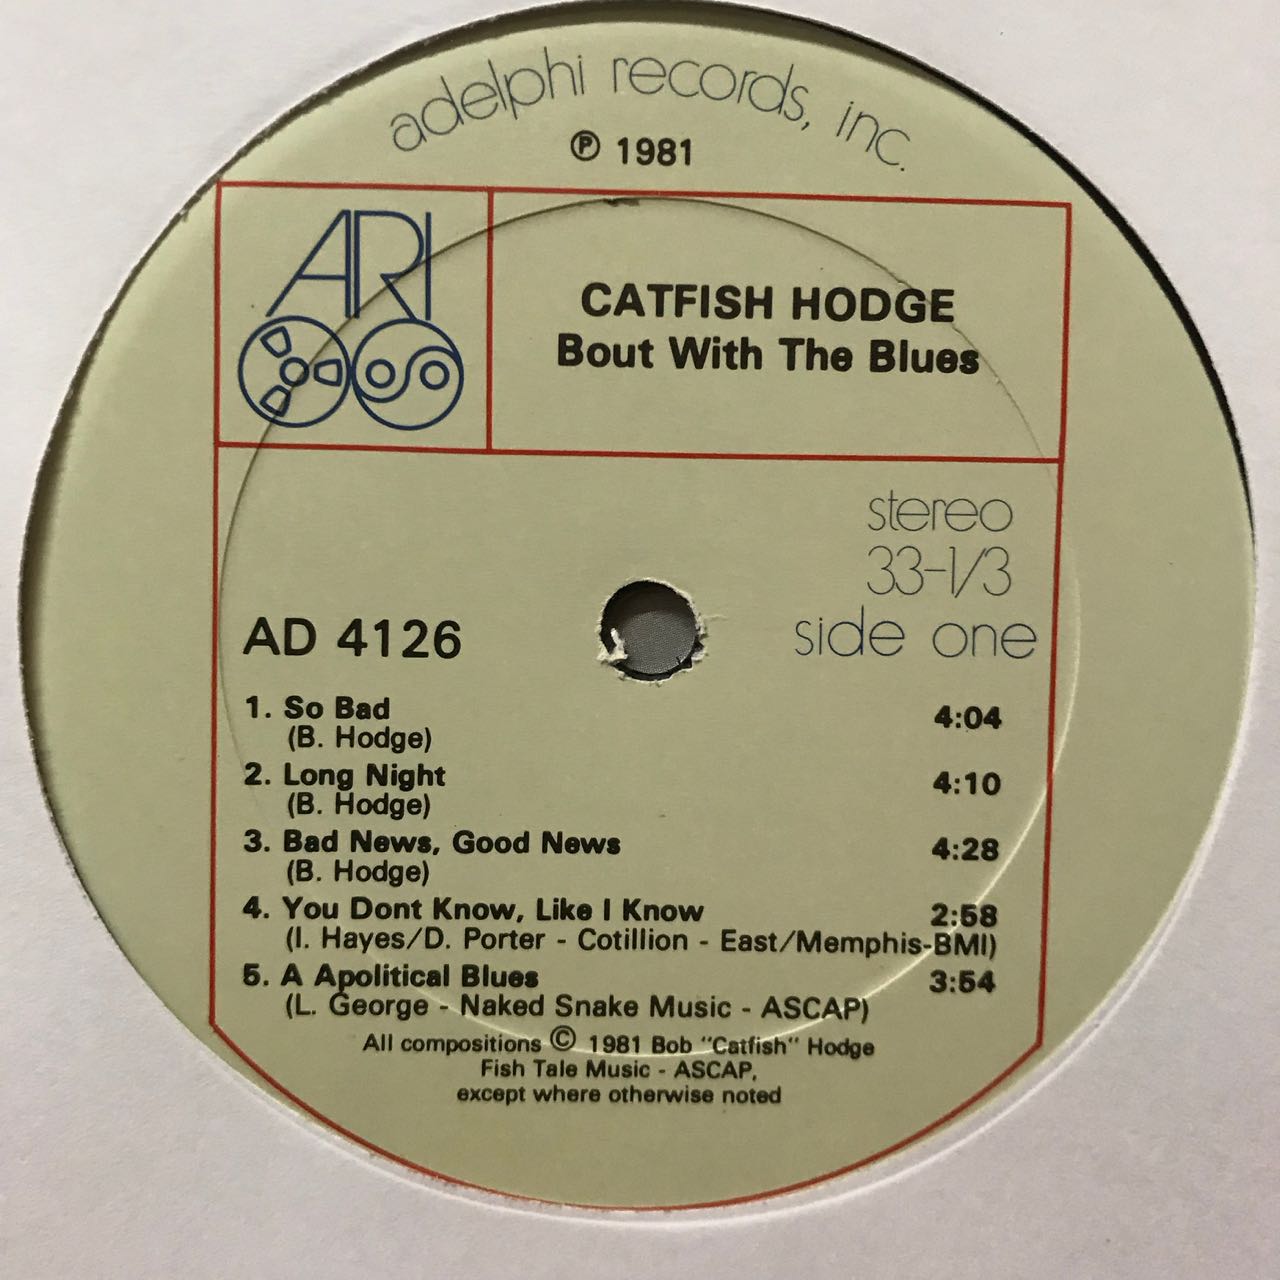 adelphi records, inc.
℗ 1981
ARI
CATFISH HODGE
Bout With The Blues
stereo
33-1/3
side one
AD 4126
1. So Bad 4:04
(B. Hodge)
2. Long Night 4:10
(B. Hodge)
3. Bad News, Good News 4:28
(B. Hodge)
4. You Dont Know, Like I Know 2:58
(I. Hayes/D. Porter - Cotillion - East/Memphis-BMI)
5. A Apolitical Blues 3:54
(L. George - Naked Snake Music - ASCAP)
All compositions © 1981 Bob "Catfish" Hodge
Fish Tale Music - ASCAP,
except where otherwise noted